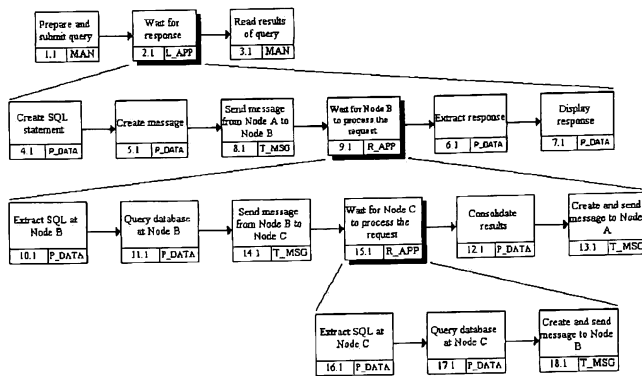 Prepare and
submit query
1.1 MAN
Wait for
response
2.1 L_APP
Read results
of query
3.1 MAN
Create SQL
statement
4.1 P_DATA
Create message
5.1 P_DATA
Send message
from Node A to
Node B
8.1 T_MSG
Wait for Node B
to process the
request
9.1 R_APP
Extract response
6.1 P_DATA
Display
response
7.1 P_DATA
Extract SQL at
Node B
10.1 P_DATA
Query database
at Node B
11.1 P_DATA
Send message
from Node B to
Node C
14.1 T_MSG
Wait for Node C
to process the
request
15.1 R_APP
Consolidate
results
12.1 P_DATA
Create and send
message to Node
A
13.1 T_MSG
Extract SQL at
Node C
16.1 P_DATA
Query database
at Node C
17.1 P_DATA
Create and send
message to Node
B
18.1 T_MSG